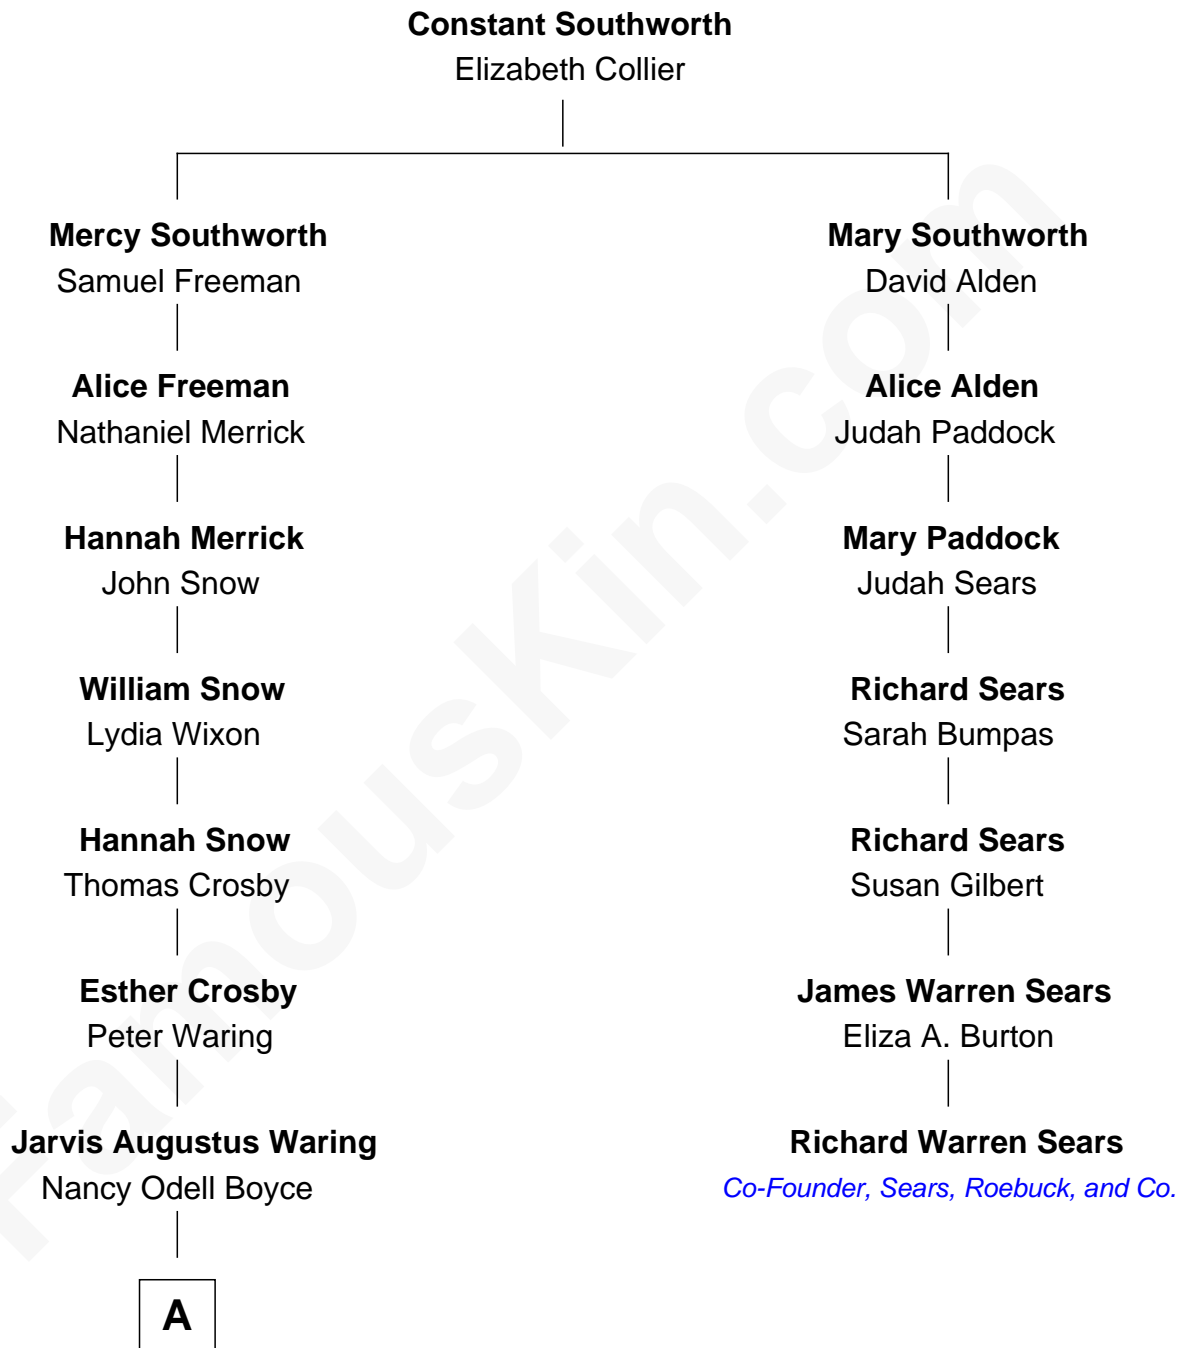 Constant Southworth
Elizabeth Collier
Mercy Southworth
Samuel Freeman
Alice Freeman
Nathaniel Merrick
Hannah Merrick
John Snow
William Snow
Lydia Wixon
Hannah Snow
Thomas Crosby
Esther Crosby
Peter Waring
Jarvis Augustus Waring
Nancy Odell Boyce
A
Mary Southworth
David Alden
Alice Alden
Judah Paddock
Mary Paddock
Judah Sears
Richard Sears
Sarah Bumpas
Richard Sears
Susan Gilbert
James Warren Sears
Eliza A. Burton
Richard Warren Sears
Co-Founder, Sears, Roebuck, and Co.
FamousKin.com